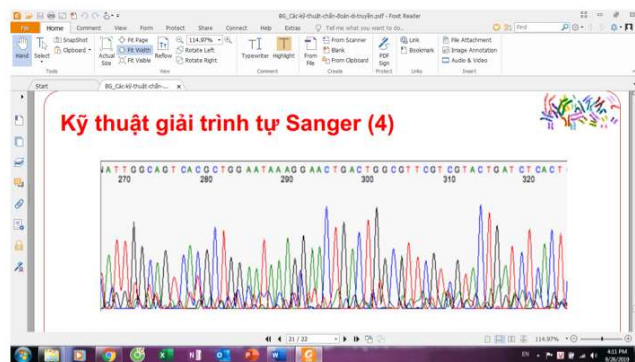 BG_Các-kỹ-thuật-chẩn-đoán-di-truyền.pdf - Foxit Reader
File Home Comment View Form Protect Share Connect Help Extras Tell me what you want to do... Find
Hand
Select
SnapShot
Clipboard
Actual Size
Fit Page
Fit Width
Fit Visible
Reflow
114.97%
Rotate Left
Rotate Right
Typewriter Highlight
From File
From Scanner
Blank
From Clipboard
PDF Sign
Link
Bookmark
File Attachment
Image Annotation
Audio & Video
Tools View Comment Create Protect Links Insert
Start BG_Các-kỹ-thuật-chẩn-...
Kỹ thuật giải trình tự Sanger (4)
A T T G G C A G T C A C G C T G G A A T A A A G G A A C T G A C T G G C G T T C G T C G T A C T G A T C T C A C T
270 280 290 300 310 320
21 / 22
114.97%
EN
4:11 PM
9/26/2019